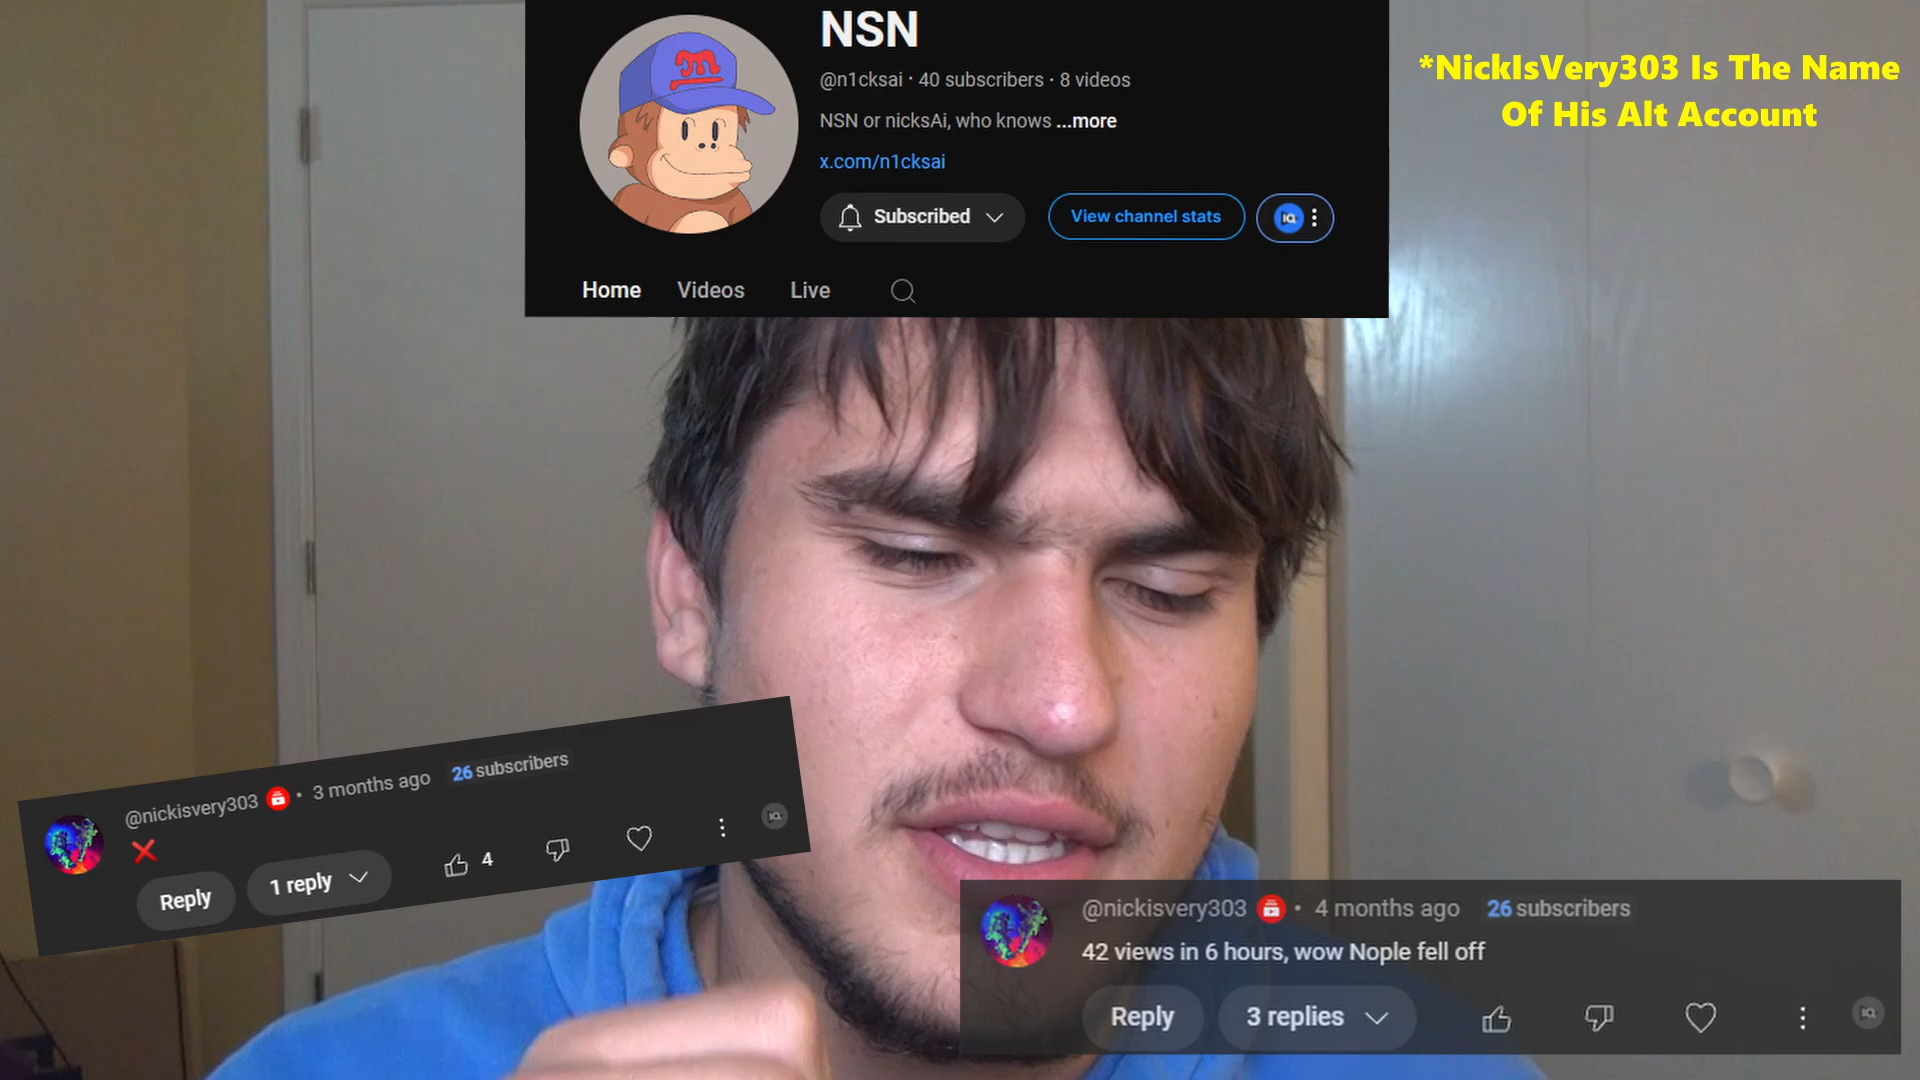 NSN
@n1cksai · 40 subscribers · 8 videos
NSN or nicksAi, who knows ...more
x.com/n1cksai
Subscribed
View channel stats
IQ
Home Videos Live
*NickIsVery303 Is The Name
Of His Alt Account
m
@nickisvery303 · 3 months ago 26 subscribers
❌
Reply 1 reply 4
IQ
@nickisvery303 · 4 months ago 26 subscribers
42 views in 6 hours, wow Nople fell off
Reply 3 replies
IQ